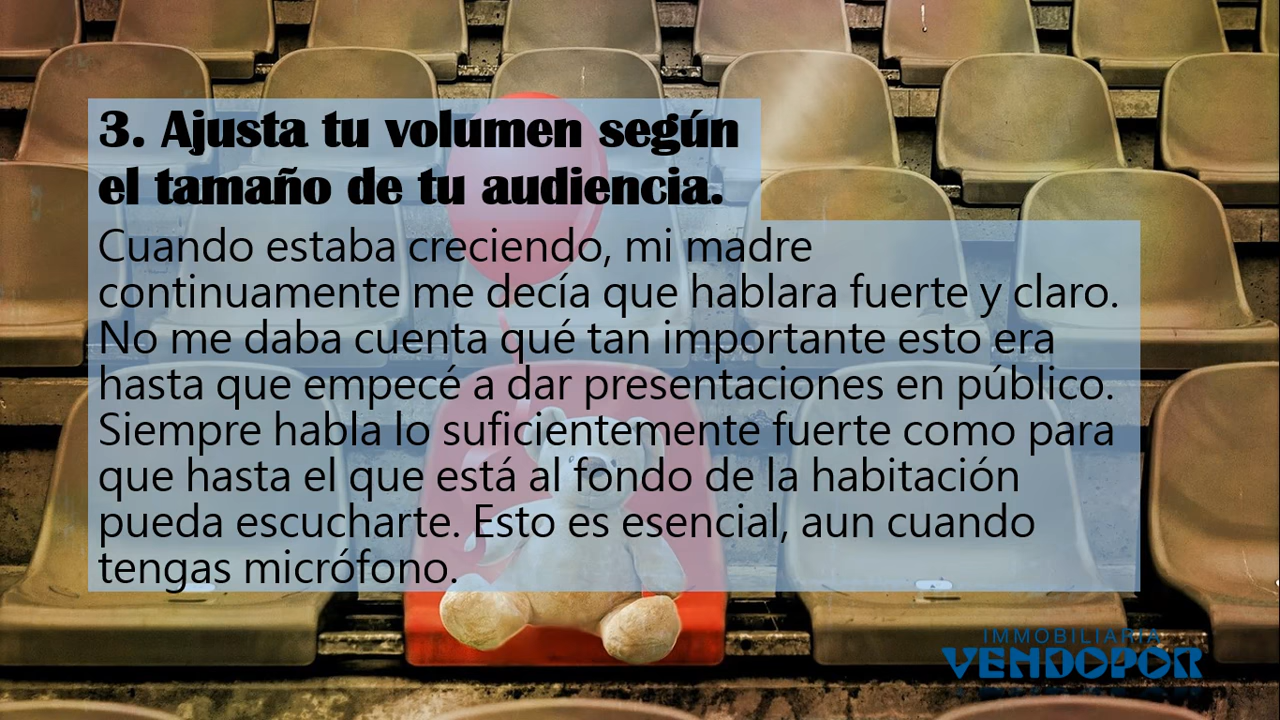 3. Ajusta tu volumen según
el tamaño de tu audiencia.
Cuando estaba creciendo, mi madre
continuamente me decía que hablara fuerte y claro.
No me daba cuenta qué tan importante esto era
hasta que empecé a dar presentaciones en público.
Siempre habla lo suficientemente fuerte como para
que hasta el que está al fondo de la habitación
pueda escucharte. Esto es esencial, aun cuando
tengas micrófono.
IMMOBILIARIA
VENDOPOR